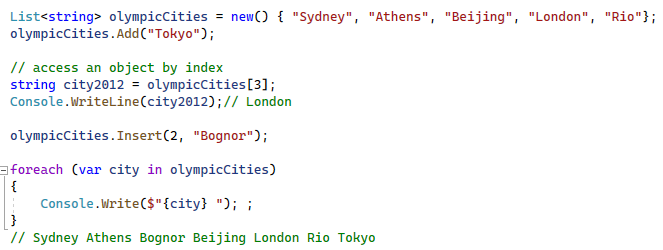 List<string> olympicCities = new() { "Sydney", "Athens", "Beijing", "London", "Rio"};
olympicCities.Add("Tokyo");
// access an object by index
string city2012 = olympicCities[3];
Console.WriteLine(city2012);// London
olympicCities.Insert(2, "Bognor");
foreach (var city in olympicCities)
{
    Console.Write($"{city} "); ;
}
// Sydney Athens Bognor Beijing London Rio Tokyo